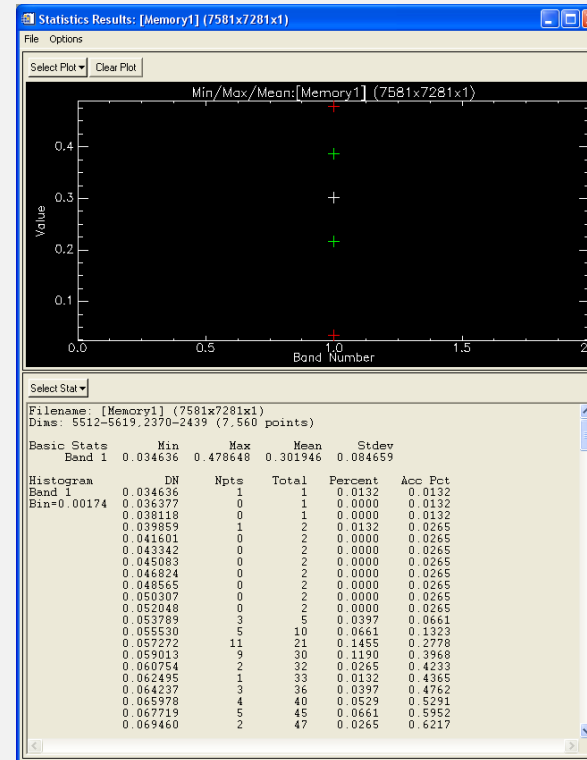 Statistics Results: [Memory1] (7581x7281x1)
File Options
Select Plot Clear Plot
Min/Max/Mean:[Memory1] (7581x7281x1)
0.4
0.3
0.2
0.1
Value
0.0 0.5 1.0 1.5 2
Band Number
Select Stat
Filename: [Memory1] (7581x7281x1)
Dims: 5512-5619,2370-2439 (7,560 points)
Basic Stats Min Max Mean Stdev
Band 1 0.034636 0.478648 0.301946 0.084659
Histogram DN Npts Total Percent Acc Pct
Band 1 0.034636 1 1 0.0132 0.0132
Bin=0.00174 0.036377 0 1 0.0000 0.0132
0.038118 0 1 0.0000 0.0132
0.039859 1 2 0.0132 0.0265
0.041601 0 2 0.0000 0.0265
0.043342 0 2 0.0000 0.0265
0.045083 0 2 0.0000 0.0265
0.046824 0 2 0.0000 0.0265
0.048565 0 2 0.0000 0.0265
0.050307 0 2 0.0000 0.0265
0.052048 0 2 0.0000 0.0265
0.053789 3 5 0.0397 0.0661
0.055530 5 10 0.0661 0.1323
0.057272 11 21 0.1455 0.2778
0.059013 9 30 0.1190 0.3968
0.060754 2 32 0.0265 0.4233
0.062495 1 33 0.0132 0.4365
0.064237 3 36 0.0397 0.4762
0.065978 4 40 0.0529 0.5291
0.067719 5 45 0.0661 0.5952
0.069460 2 47 0.0265 0.6217